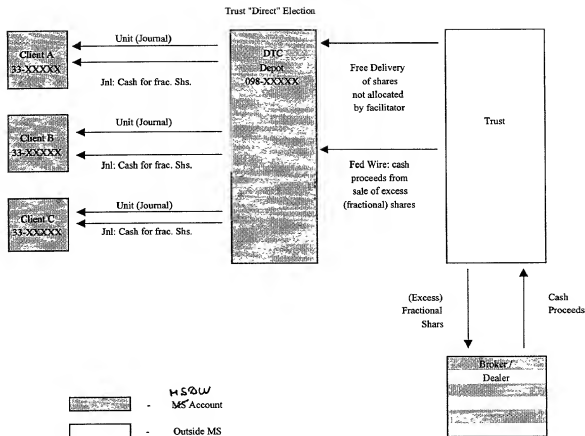 Trust "Direct" Election
Client A
33-XXXXX
Unit (Journal)
Jnl: Cash for frac. Shs.
Client B
33-XXXXX
Unit (Journal)
Jnl: Cash for frac. Shs.
Client C
33-XXXXX
Unit (Journal)
Jnl: Cash for frac. Shs.
DTC
Depot
098-XXXXX
Free Delivery
of shares
not allocated
by facilitator
Fed Wire: cash
proceeds from
sale of excess
(fractional) shares
Trust
(Excess)
Fractional
Shars
Cash
Proceeds
Broker /
Dealer
MSDW
- MS Account
- Outside MS